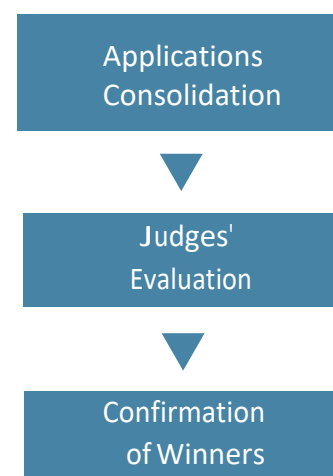 Applications
Consolidation
Judges'
Evaluation
Confirmation
of Winners